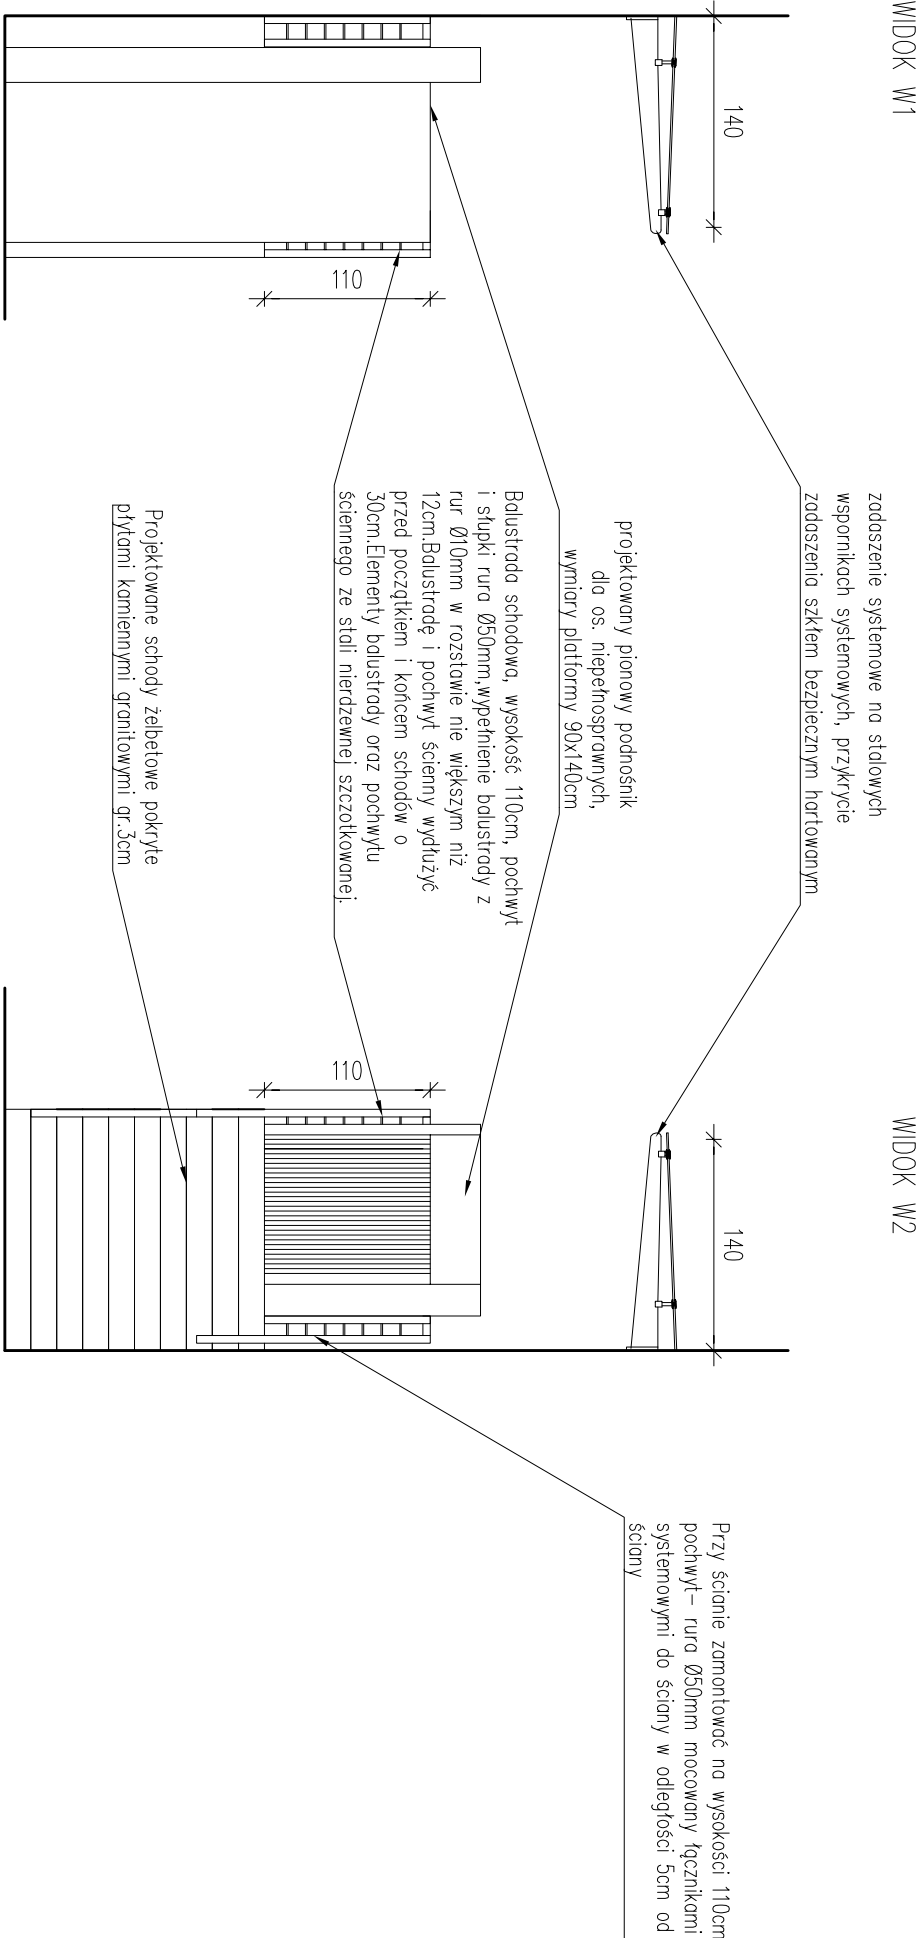 WIDOK W1
WIDOK W2
140
140
zadaszenie systemowe na stalowych
wspornikach systemowych, przykrycie
zadaszenia szkłem bezpiecznym hartowanym
projektowany pionowy podnośnik
dla os. niepełnosprawnych,
wymiary platformy 90x140cm
Balustrada schodowa, wysokość 110cm, pochwyt
i słupki rura Ø50mm,wypełnienie balustrady z
rur Ø10mm w rozstawie nie większym niż
12cm.Balustradę i pochwyt ścienny wydłużyć
przed początkiem i końcem schodów o
30cm.Elementy balustrady oraz pochwytu
ściennego ze stali nierdzewnej szczotkowanej.
110
110
Projektowane schody żelbetowe pokryte
płytami kamiennymi granitowymi gr.3cm
Przy ścianie zamontować na wysokości 110cm
pochwyt- rura Ø50mm mocowany łącznikami
systemowymi do ściany w odległości 5cm od
ściany